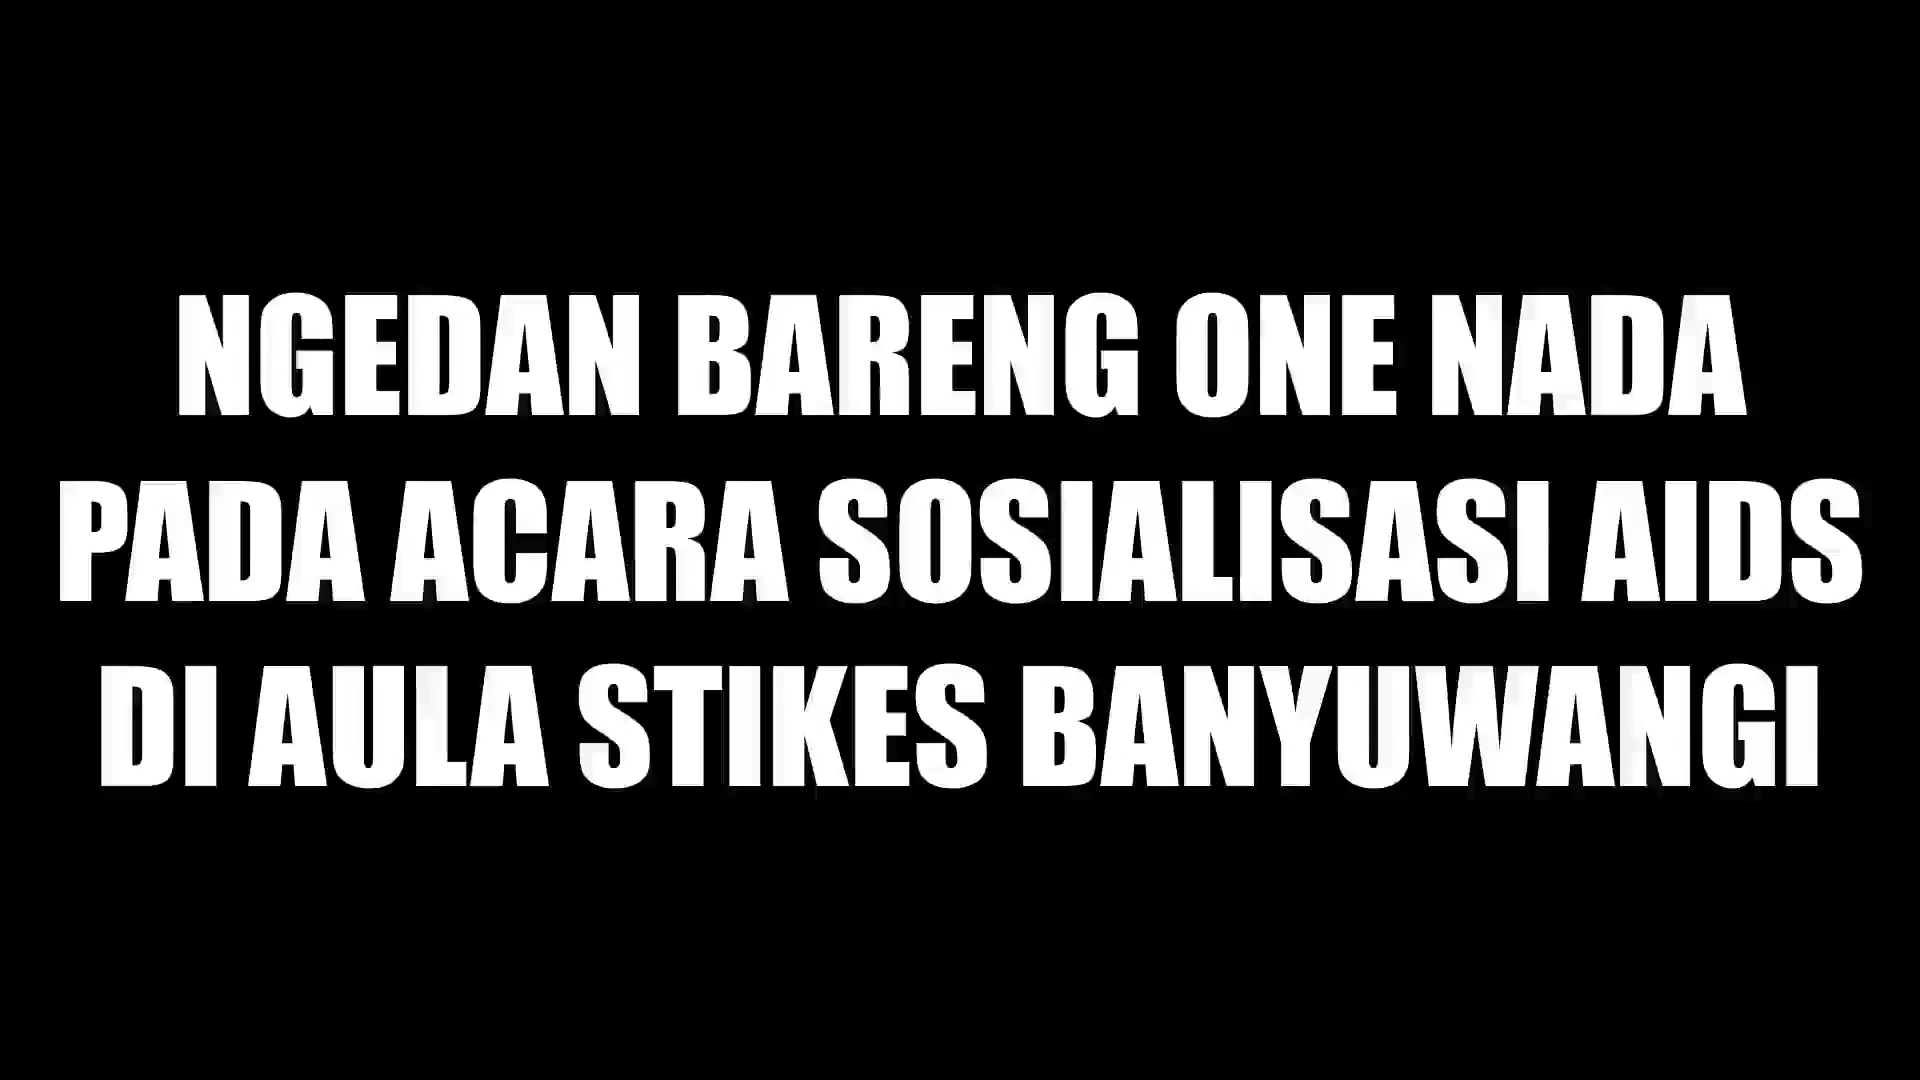 NGEDAN BARENG ONE NADA
PADA ACARA SOSIALISASI AIDS
DI AULA STIKES BANYUWANGI